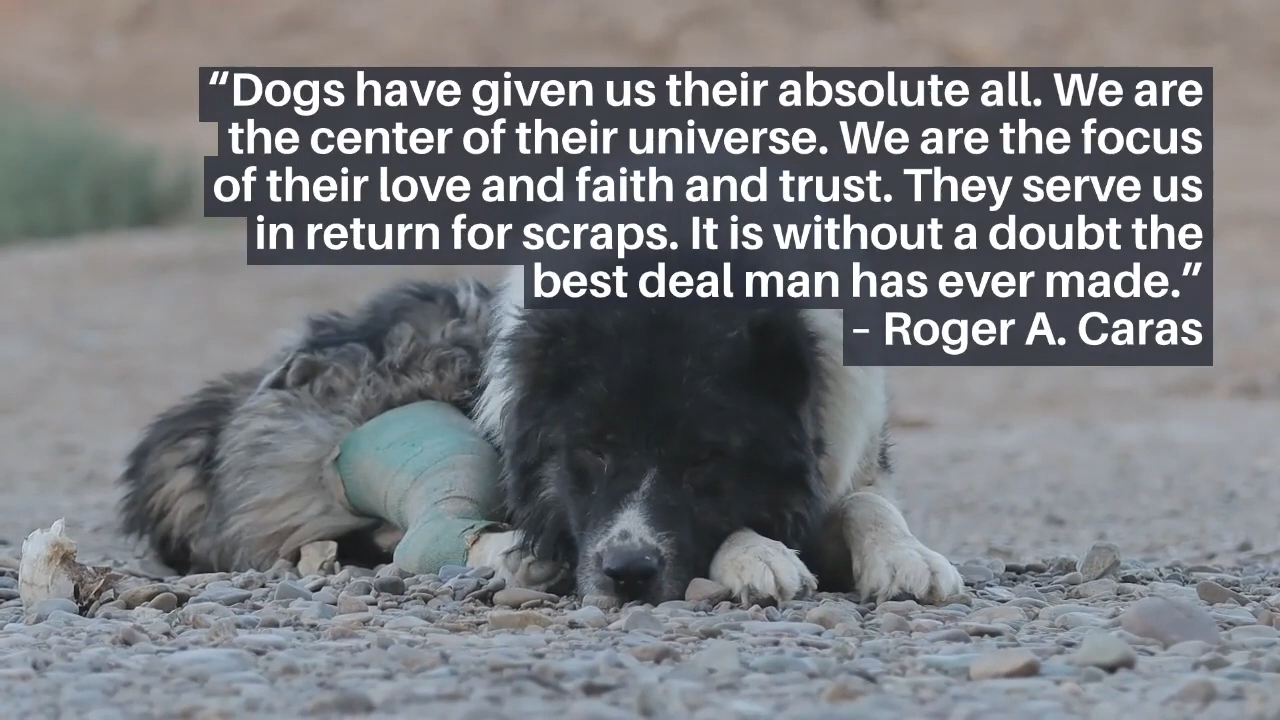 “Dogs have given us their absolute all. We are
the center of their universe. We are the focus
of their love and faith and trust. They serve us
in return for scraps. It is without a doubt the
best deal man has ever made.”
– Roger A. Caras